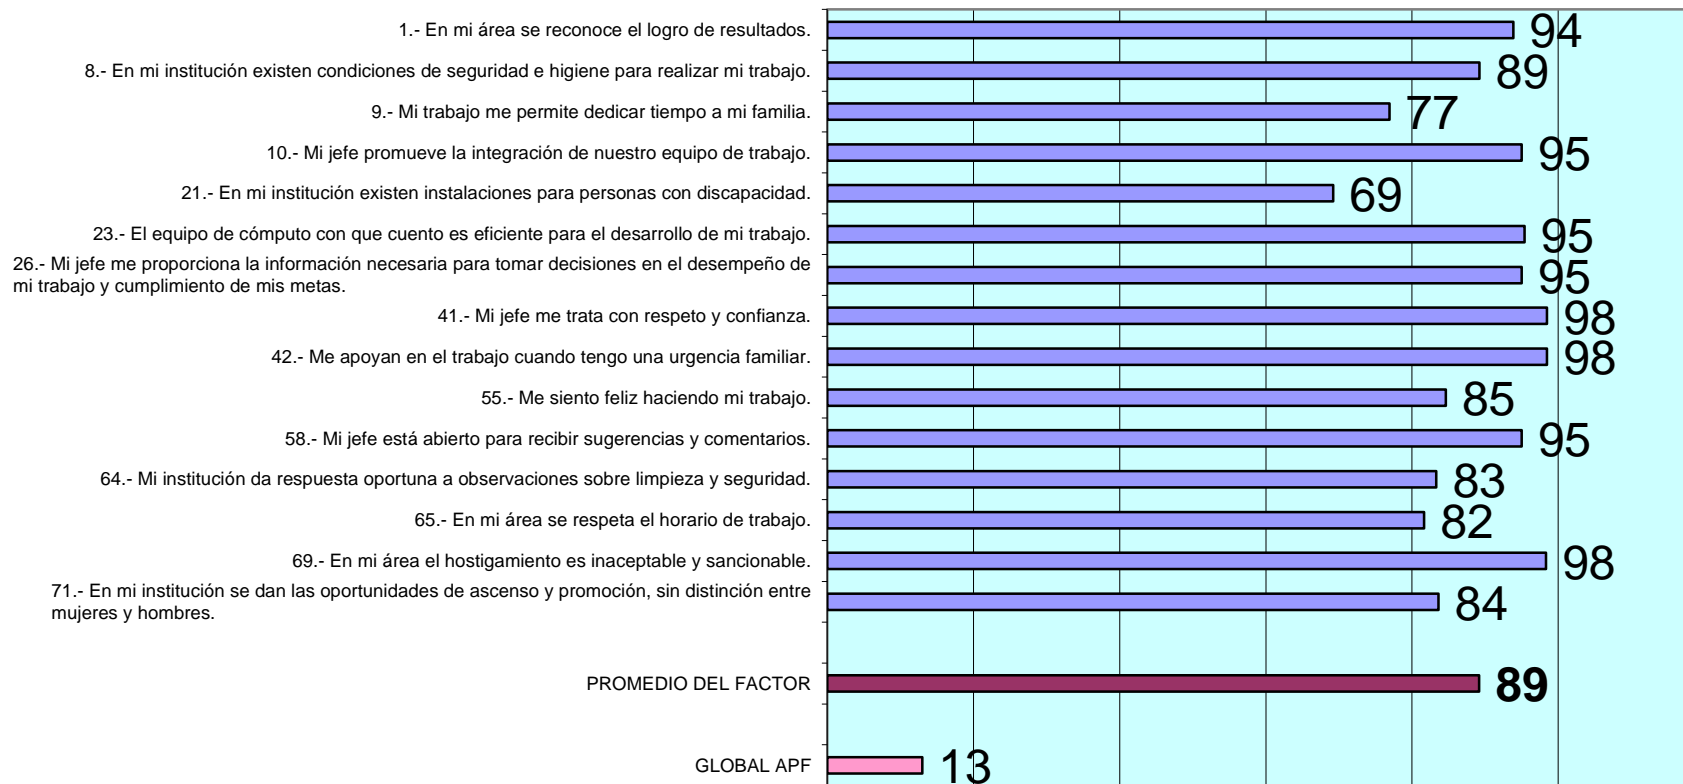 1.- En mi área se reconoce el logro de resultados. 94
8.- En mi institución existen condiciones de seguridad e higiene para realizar mi trabajo. 89
9.- Mi trabajo me permite dedicar tiempo a mi familia. 77
10.- Mi jefe promueve la integración de nuestro equipo de trabajo. 95
21.- En mi institución existen instalaciones para personas con discapacidad. 69
23.- El equipo de cómputo con que cuento es eficiente para el desarrollo de mi trabajo. 95
26.- Mi jefe me proporciona la información necesaria para tomar decisiones en el desempeño de
mi trabajo y cumplimiento de mis metas. 95
41.- Mi jefe me trata con respeto y confianza. 98
42.- Me apoyan en el trabajo cuando tengo una urgencia familiar. 98
55.- Me siento feliz haciendo mi trabajo. 85
58.- Mi jefe está abierto para recibir sugerencias y comentarios. 95
64.- Mi institución da respuesta oportuna a observaciones sobre limpieza y seguridad. 83
65.- En mi área se respeta el horario de trabajo. 82
69.- En mi área el hostigamiento es inaceptable y sancionable. 98
71.- En mi institución se dan las oportunidades de ascenso y promoción, sin distinción entre
mujeres y hombres. 84
PROMEDIO DEL FACTOR 89
GLOBAL APF 13